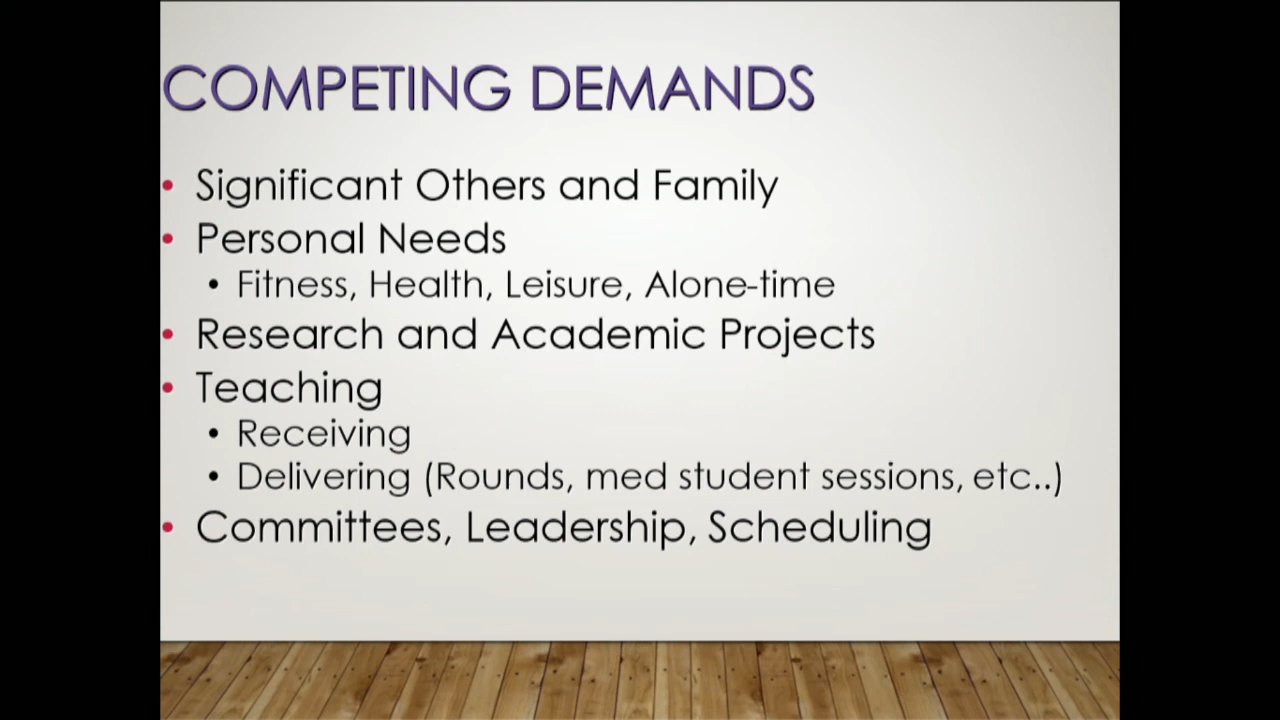 COMPETING DEMANDS
• Significant Others and Family
• Personal Needs
• Fitness, Health, Leisure, Alone-time
• Research and Academic Projects
• Teaching
• Receiving
• Delivering (Rounds, med student sessions, etc..)
• Committees, Leadership, Scheduling